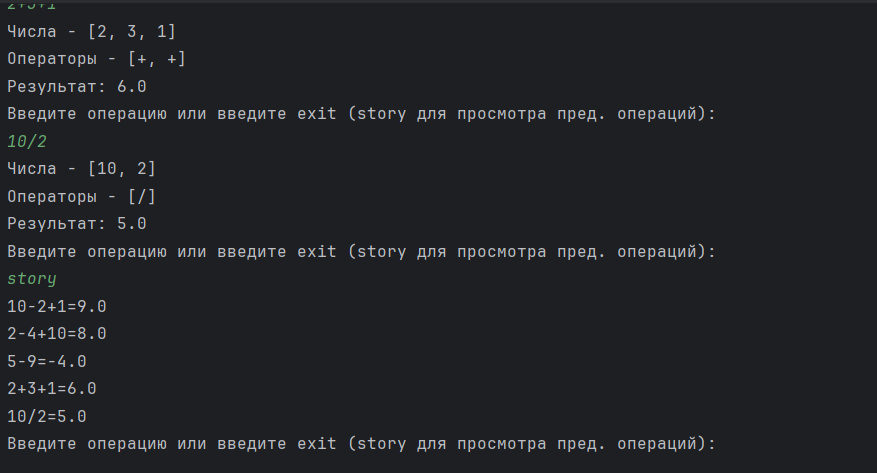 2+3+1
Числа - [2, 3, 1]
Операторы - [+, +]
Результат: 6.0
Введите операцию или введите exit (story для просмотра пред. операций):
10/2
Числа - [10, 2]
Операторы - [/]
Результат: 5.0
Введите операцию или введите exit (story для просмотра пред. операций):
story
10-2+1=9.0
2-4+10=8.0
5-9=-4.0
2+3+1=6.0
10/2=5.0
Введите операцию или введите exit (story для просмотра пред. операций):